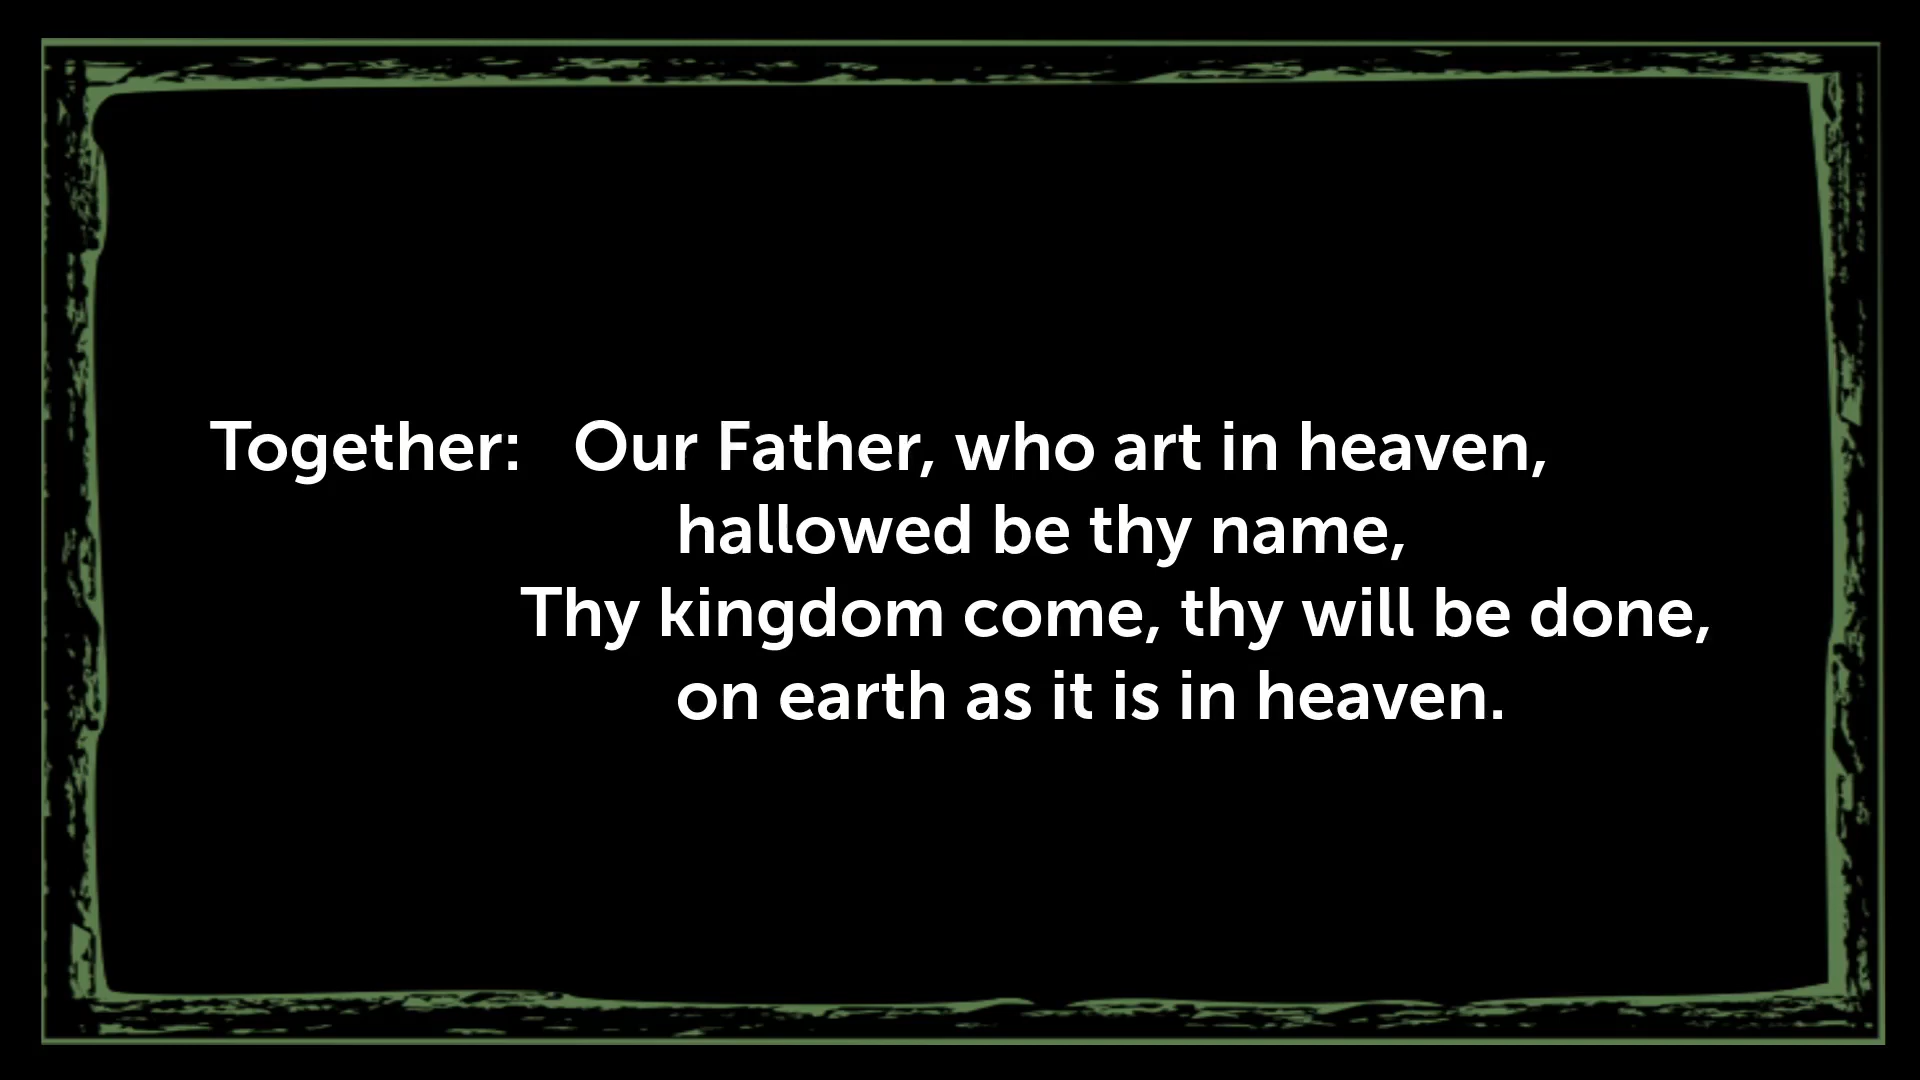 Together: Our Father, who art in heaven,
hallowed be thy name,
Thy kingdom come, thy will be done,
on earth as it is in heaven.